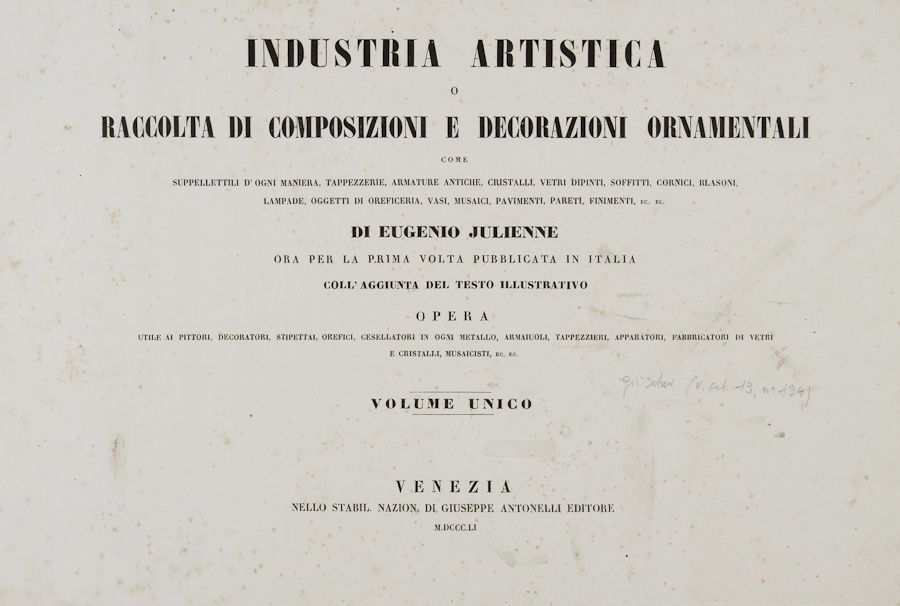 INDUSTRIA ARTISTICA
O
RACCOLTA DI COMPOSIZIONI E DECORAZIONI ORNAMENTALI
COME
SUPPELLETTILI D'OGNI MANIERA, TAPPEZZERIE, ARMATURE ANTICHE, CRISTALLI, VETRI DIPINTI, SOFFITTI, CORNICI, BLASONI,
LAMPADE, OGGETTI DI OREFICERIA, VASI, MUSAICI, PAVIMENTI, PARETI, FINIMENTI, EC. EC.
DI EUGENIO JULIENNE
ORA PER LA PRIMA VOLTA PUBBLICATA IN ITALIA
COLL'AGGIUNTA DEL TESTO ILLUSTRATIVO
OPERA
UTILE AI PITTORI, DECORATORI, STIPETTAI, OREFICI, CESELLATORI IN OGNI METALLO, ARMAIUOLI, TAPPEZZIERI, APPARATORI, FABBRICATORI DI VETRI
E CRISTALLI, MUSAICISTI, EC. EC.
(v. cat. 13, n° 194)
VOLUME UNICO
VENEZIA
NELLO STABIL. NAZION. DI GIUSEPPE ANTONELLI EDITORE
M.DCCC.LI